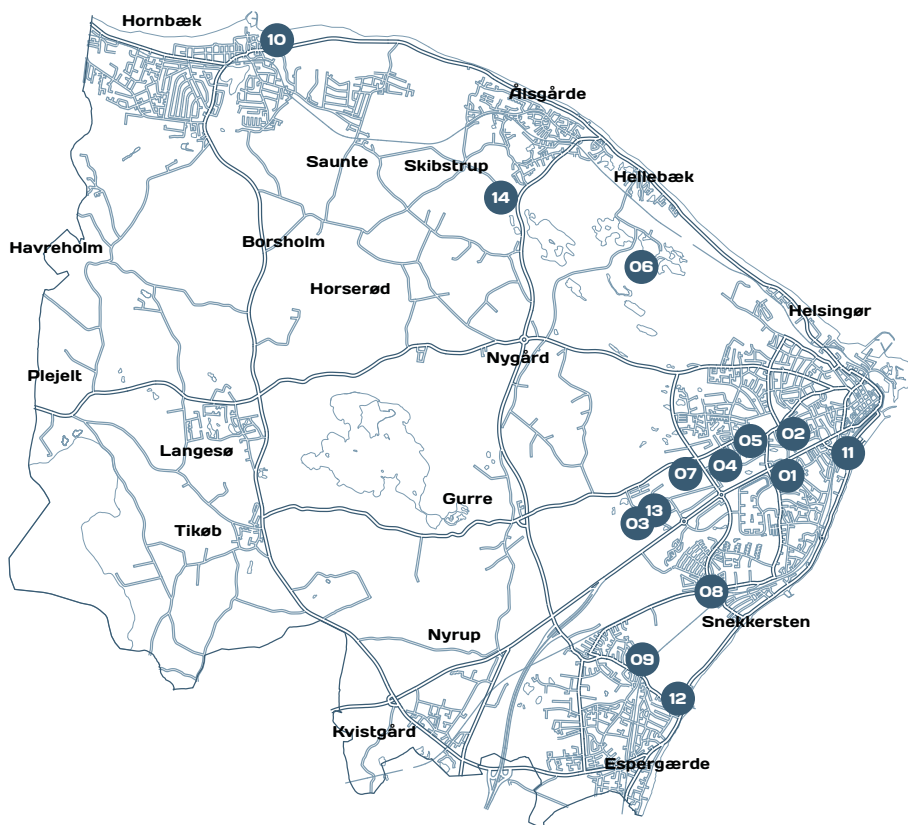 Hornbæk
10
Ålsgårde
Saunte
Skibstrup
Hellebæk
14
Borsholm
Havreholm
06
Horserød
Helsingør
Nygård
Plejelt
02
05
Langesø
11
04
07
01
Gurre
13
03
Tikøb
08
Snekkersten
Nyrup
09
12
Kvistgård
Espergærde